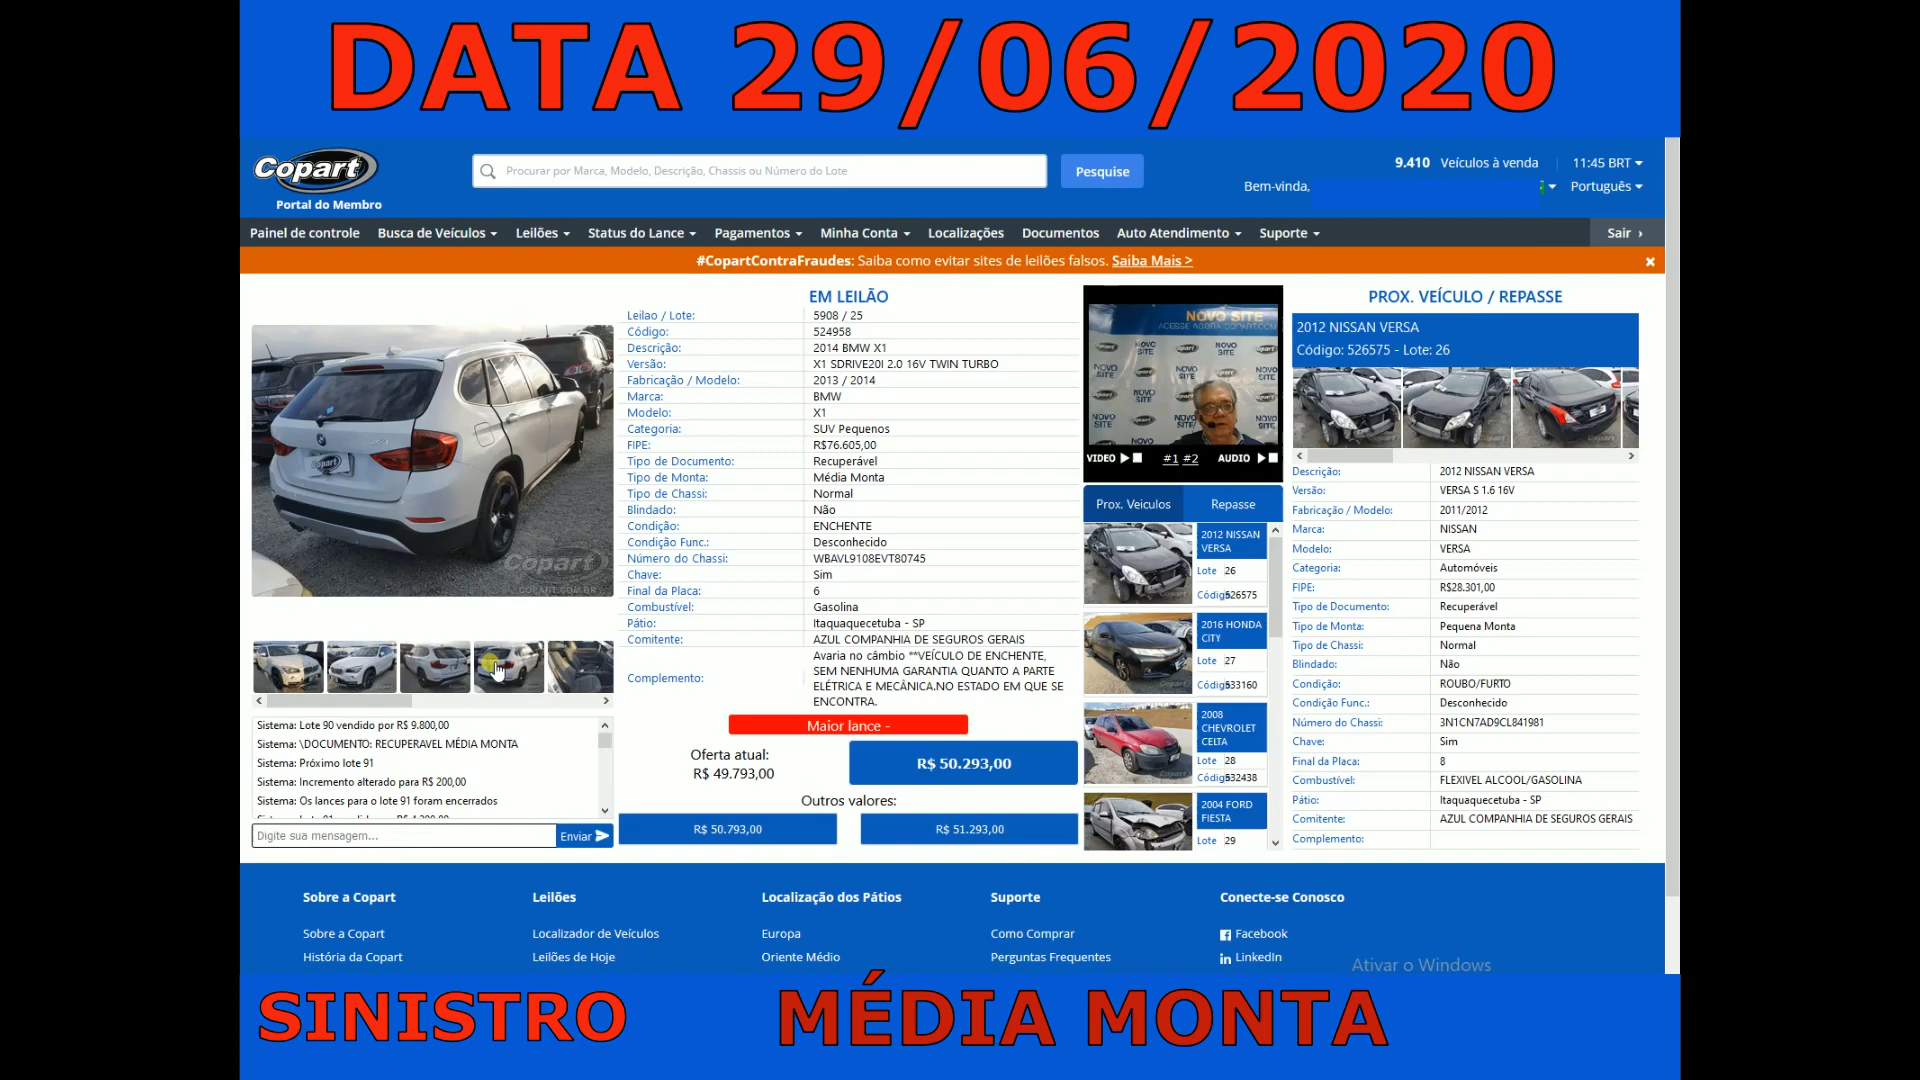 DATA 29/06/2020
Copart
Portal do Membro
Procurar por Marca, Modelo, Descrição, Chassis ou Número do Lote
Pesquise
9.410 Veículos à venda
11:45 BRT
Bem-vinda,
Português
Painel de controle
Busca de Veículos
Leilões
Status do Lance
Pagamentos
Minha Conta
Localizações
Documentos
Auto Atendimento
Suporte
Sair
#CopartContraFraudes: Saiba como evitar sites de leilões falsos. Saiba Mais >
Copart
COPART.COM.BR
Sistema: Lote 90 vendido por R$ 9.800,00
Sistema: \DOCUMENTO: RECUPERAVEL MÉDIA MONTA
Sistema: Próximo lote 91
Sistema: Incremento alterado para R$ 200,00
Sistema: Os lances para o lote 91 foram encerrados
Digite sua mensagem...
Enviar
EM LEILÃO
Leilao / Lote: 5908 / 25
Código: 524958
Descrição: 2014 BMW X1
Versão: X1 SDRIVE20I 2.0 16V TWIN TURBO
Fabricação / Modelo: 2013 / 2014
Marca: BMW
Modelo: X1
Categoria: SUV Pequenos
FIPE: R$76.605,00
Tipo de Documento: Recuperável
Tipo de Monta: Média Monta
Tipo de Chassi: Normal
Blindado: Não
Condição: ENCHENTE
Condição Func.: Desconhecido
Número do Chassi: WBAVL9108EVT80745
Chave: Sim
Final da Placa: 6
Combustível: Gasolina
Pátio: Itaquaquecetuba - SP
Comitente: AZUL COMPANHIA DE SEGUROS GERAIS
Complemento: Avaria no câmbio **VEÍCULO DE ENCHENTE,
SEM NENHUMA GARANTIA QUANTO A PARTE
ELÉTRICA E MECÂNICA.NO ESTADO EM QUE SE
ENCONTRA.
Maior lance -
Oferta atual:
R$ 49.793,00
R$ 50.293,00
Outros valores:
R$ 50.793,00
R$ 51.293,00
NOVO SITE
ACESSE AGORA COPART.COM
VIDEO
#1 #2
AUDIO
Prox. Veiculos
Repasse
2012 NISSAN
VERSA
Lote 26
Código 526575
2016 HONDA
CITY
Lote 27
Código 533160
2008
CHEVROLET
CELTA
Lote 28
Código 532438
2004 FORD
FIESTA
Lote 29
PROX. VEÍCULO / REPASSE
2012 NISSAN VERSA
Código: 526575 - Lote: 26
Descrição: 2012 NISSAN VERSA
Versão: VERSA S 1.6 16V
Fabricação / Modelo: 2011/2012
Marca: NISSAN
Modelo: VERSA
Categoria: Automóveis
FIPE: R$28.301,00
Tipo de Documento: Recuperável
Tipo de Monta: Pequena Monta
Tipo de Chassi: Normal
Blindado: Não
Condição: ROUBO/FURTO
Condição Func.: Desconhecido
Número do Chassi: 3N1CN7AD9CL841981
Chave: Sim
Final da Placa: 8
Combustível: FLEXIVEL ALCOOL/GASOLINA
Pátio: Itaquaquecetuba - SP
Comitente: AZUL COMPANHIA DE SEGUROS GERAIS
Complemento:
Sobre a Copart
Sobre a Copart
História da Copart
Leilões
Localizador de Veículos
Leilões de Hoje
Localização dos Pátios
Europa
Oriente Médio
Suporte
Como Comprar
Perguntas Frequentes
Conecte-se Conosco
Facebook
LinkedIn
Ativar o Windows
SINISTRO
MÉDIA MONTA